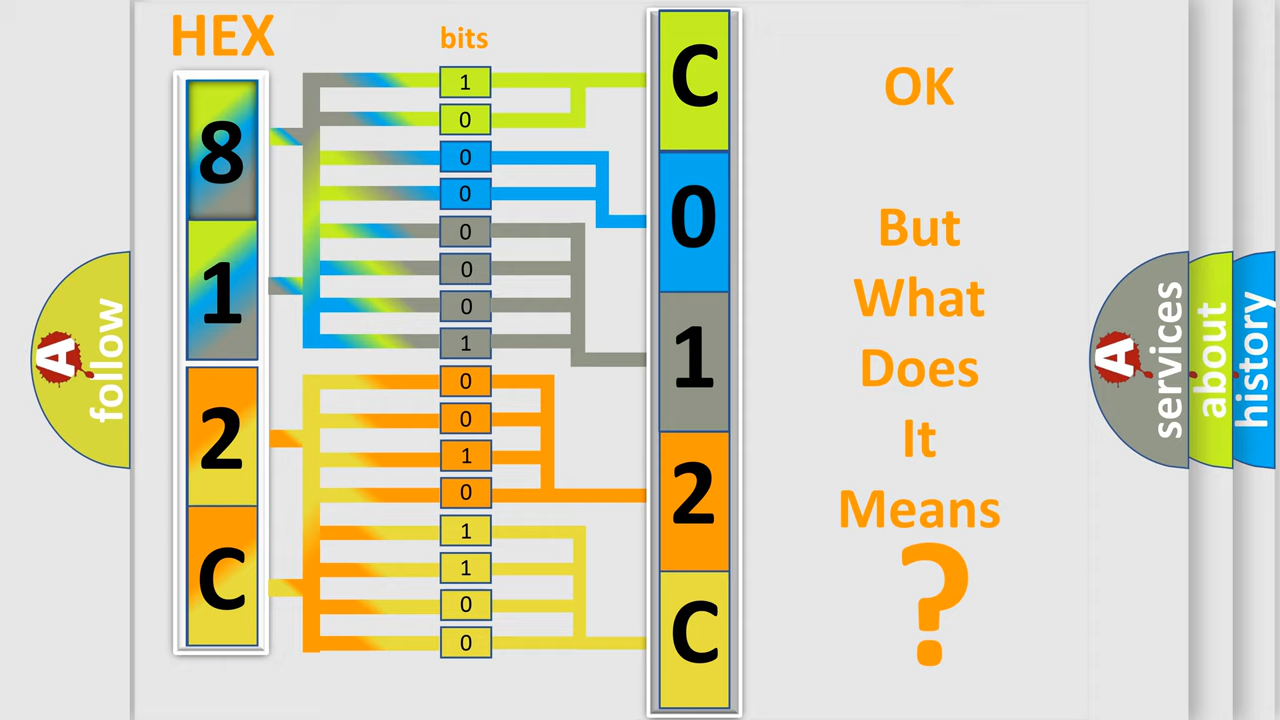 HEX
bits
8
1
2
C
1
0
0
0
0
0
0
1
0
0
1
0
1
1
0
0
C
0
1
2
C
OK
But
What
Does
It
Means
?
A
follow
A
services
about
history